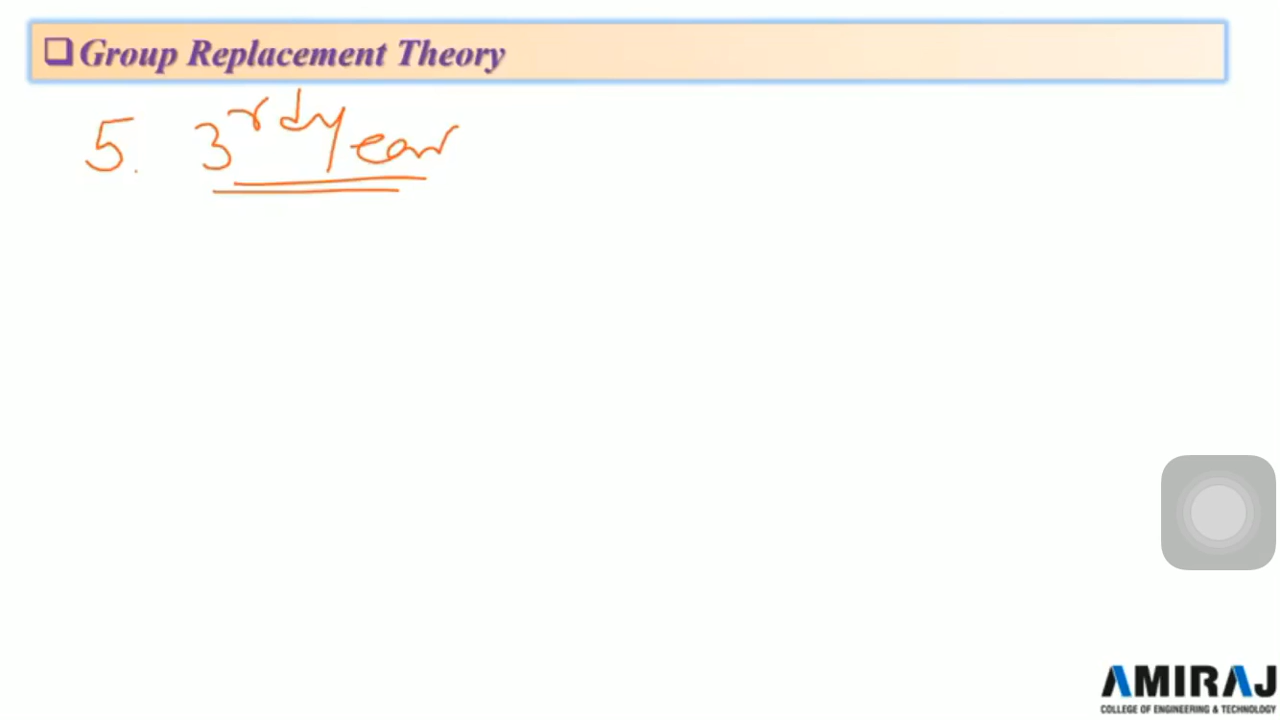 Group Replacement Theory
5. 3rd year
AMIRAJ
COLLEGE OF ENGINEERING & TECHNOLOGY